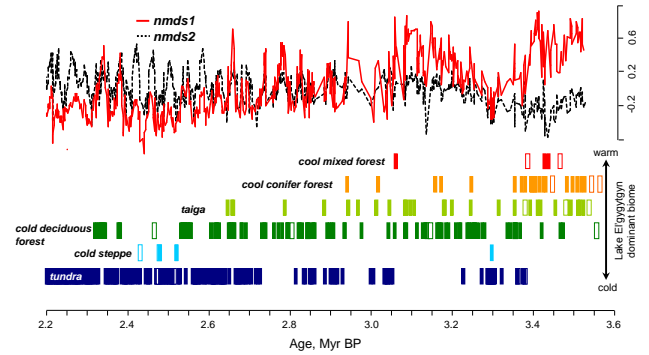 nmds1
nmds2
0.6
0.2
-0.2
cool mixed forest
warm
cool conifer forest
taiga
cold deciduous
forest
cold steppe
tundra
cold
Lake El'gygytgyn
dominant biome
2.2 2.4 2.6 2.8 3.0 3.2 3.4 3.6
Age, Myr BP